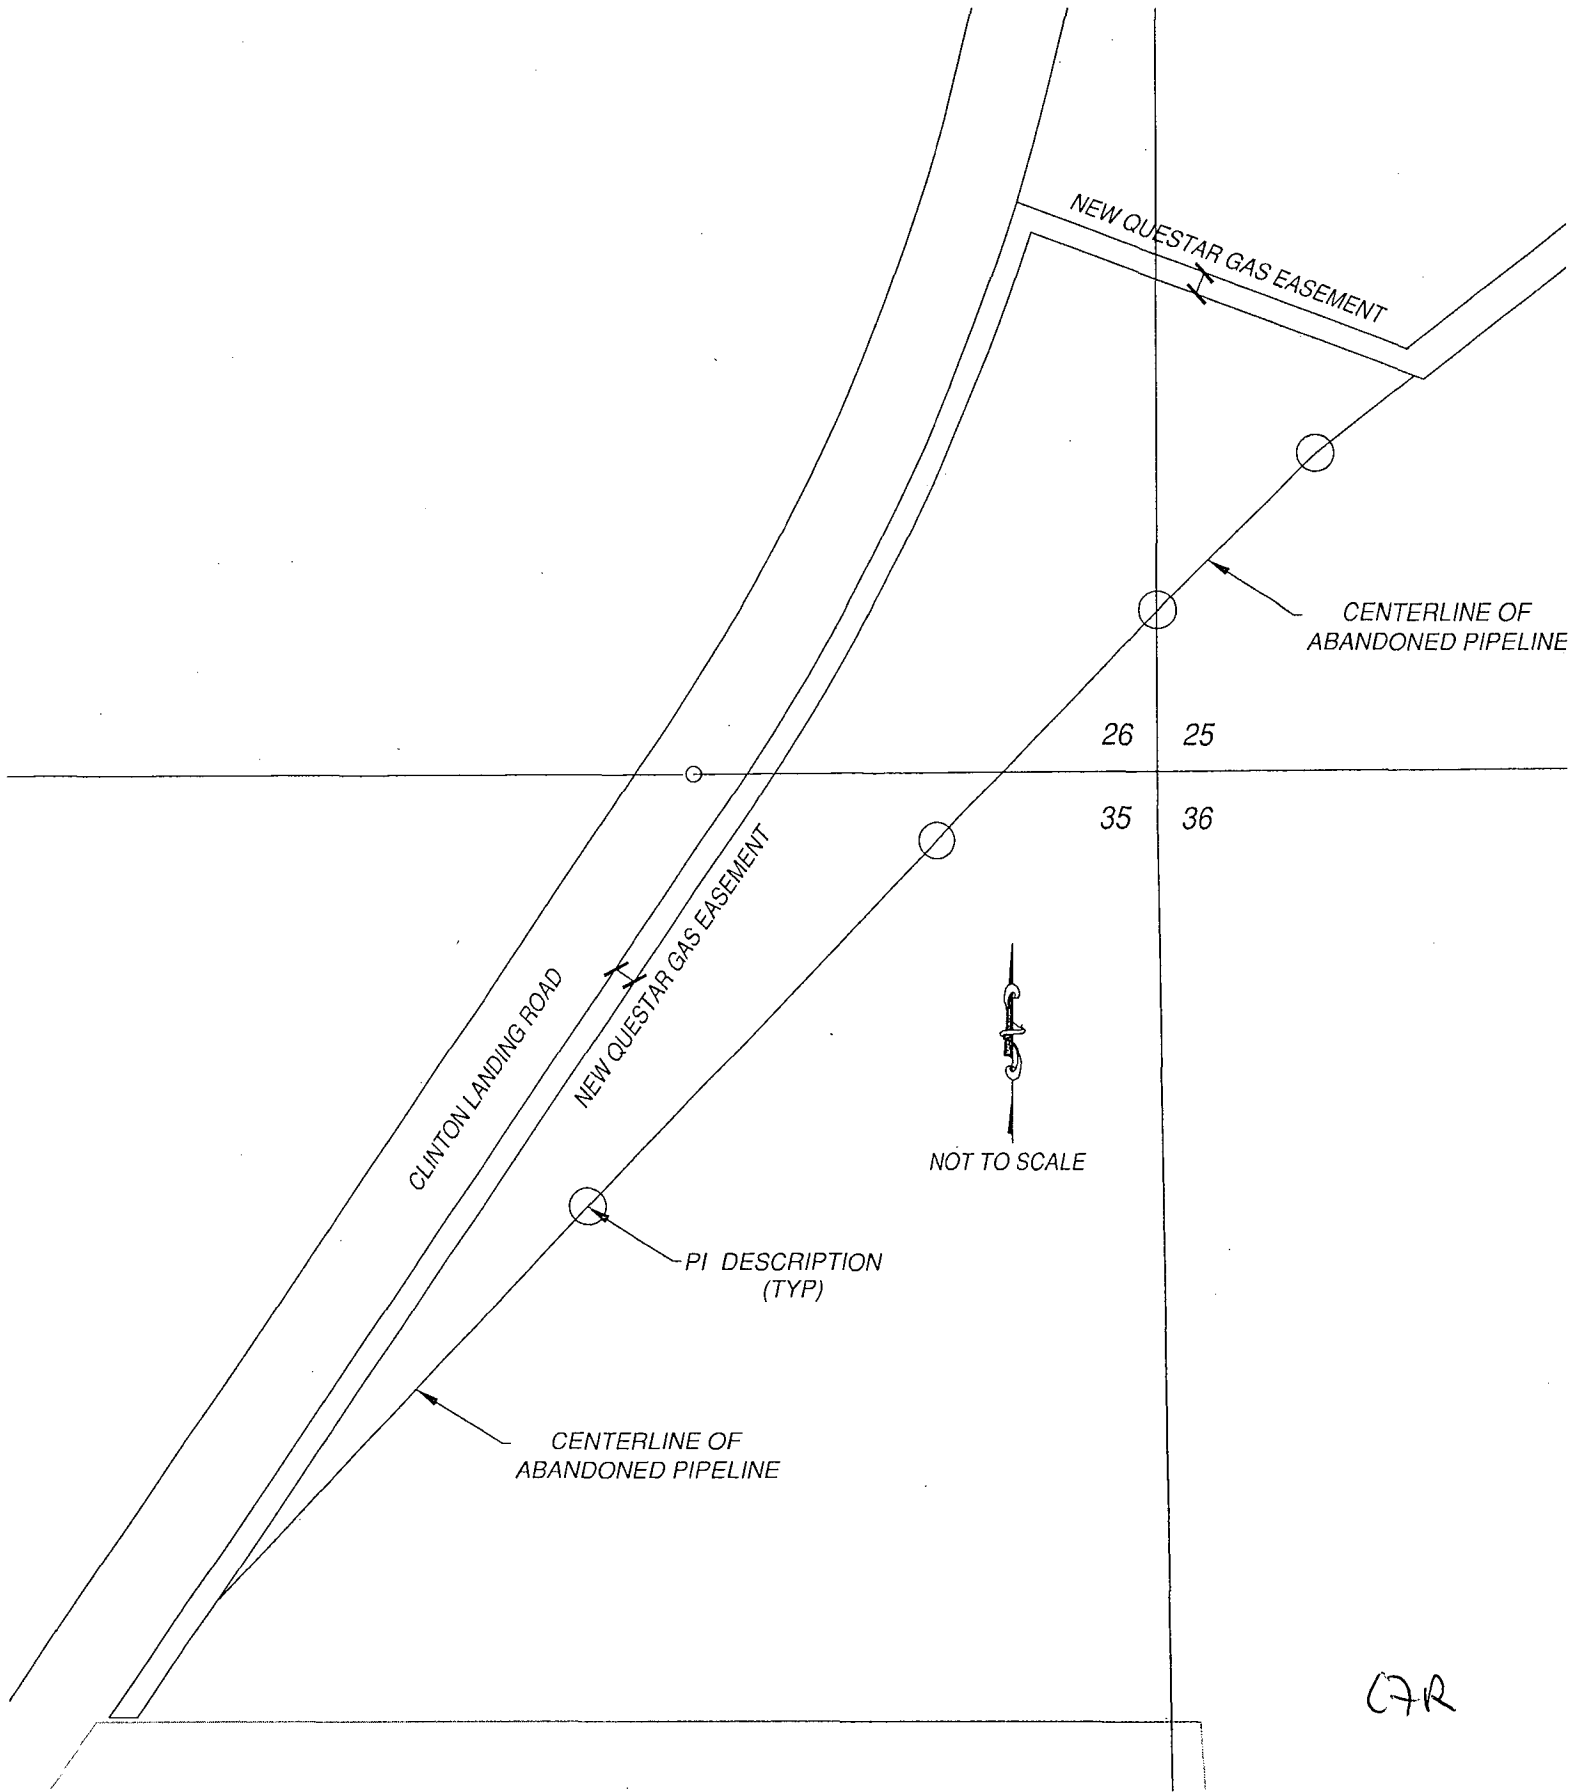 NEW QUESTAR GAS EASEMENT
CENTERLINE OF
ABANDONED PIPELINE
26 25
35 36
NEW QUESTAR GAS EASEMENT
CLINTON LANDING ROAD
NOT TO SCALE
PI DESCRIPTION
(TYP)
CENTERLINE OF
ABANDONED PIPELINE